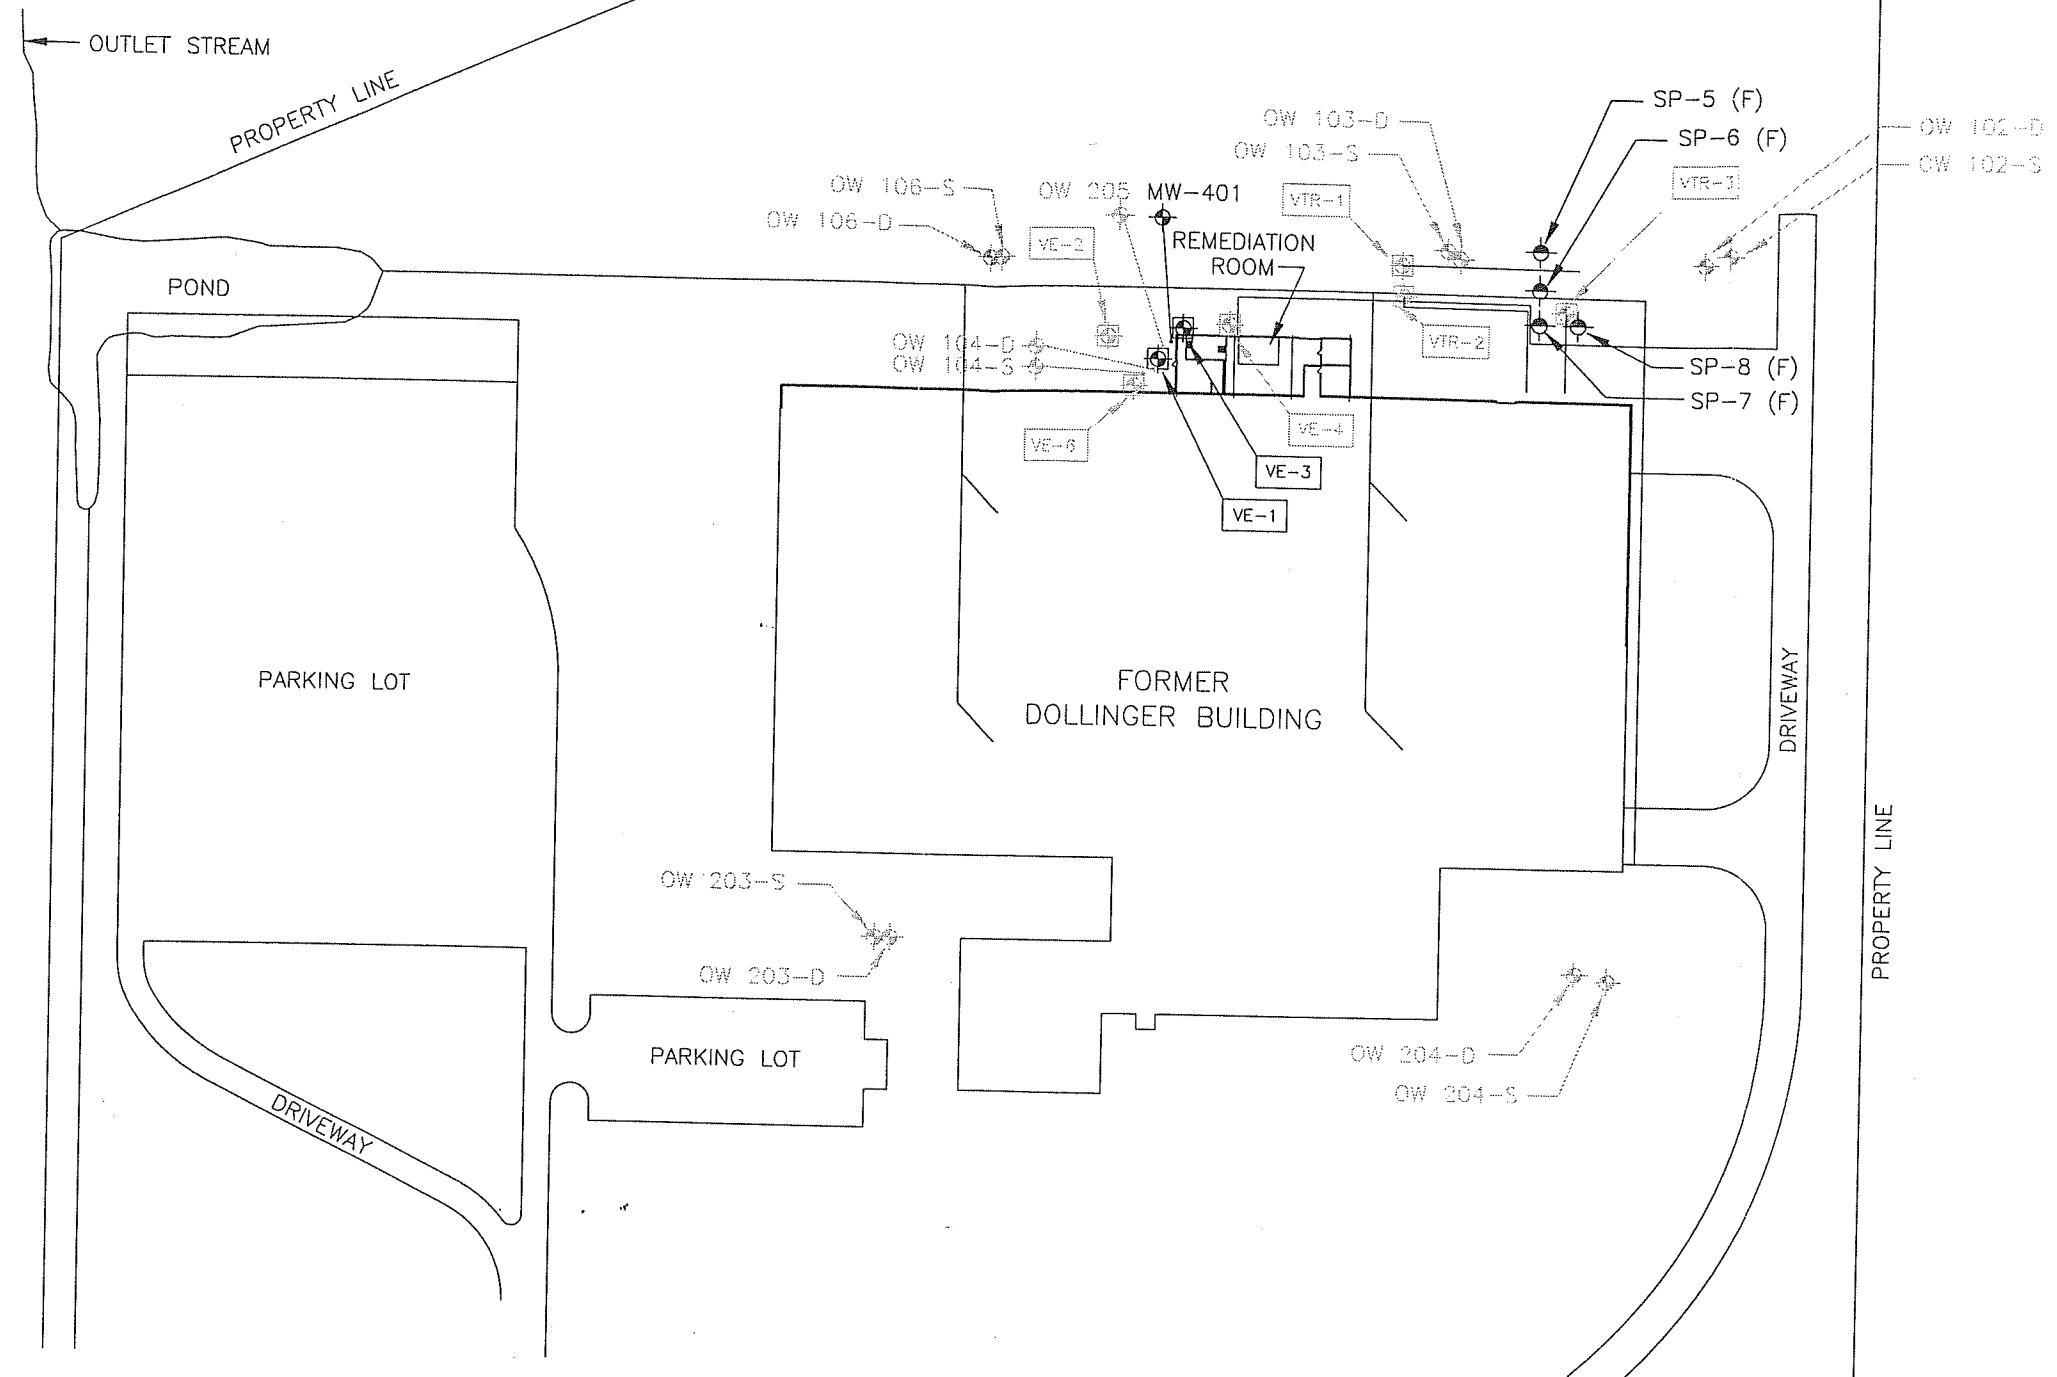 OUTLET STREAM
PROPERTY LINE
SP-5 (F)
OW 103-D
OW 102-D
SP-6 (F)
OW 103-S
OW 102-S
VTR-3
OW 106-S
OW 205
MW-401
VTR-1
OW 106-D
VE-2
REMEDIATION
ROOM
POND
OW 104-D
OW 104-S
VTR-2
SP-8 (F)
SP-7 (F)
VE-6
VE-4
VE-3
VE-1
PARKING LOT
FORMER
DOLLINGER BUILDING
DRIVEWAY
PROPERTY LINE
OW 203-S
OW 203-D
PARKING LOT
OW 204-D
OW 204-S
DRIVEWAY